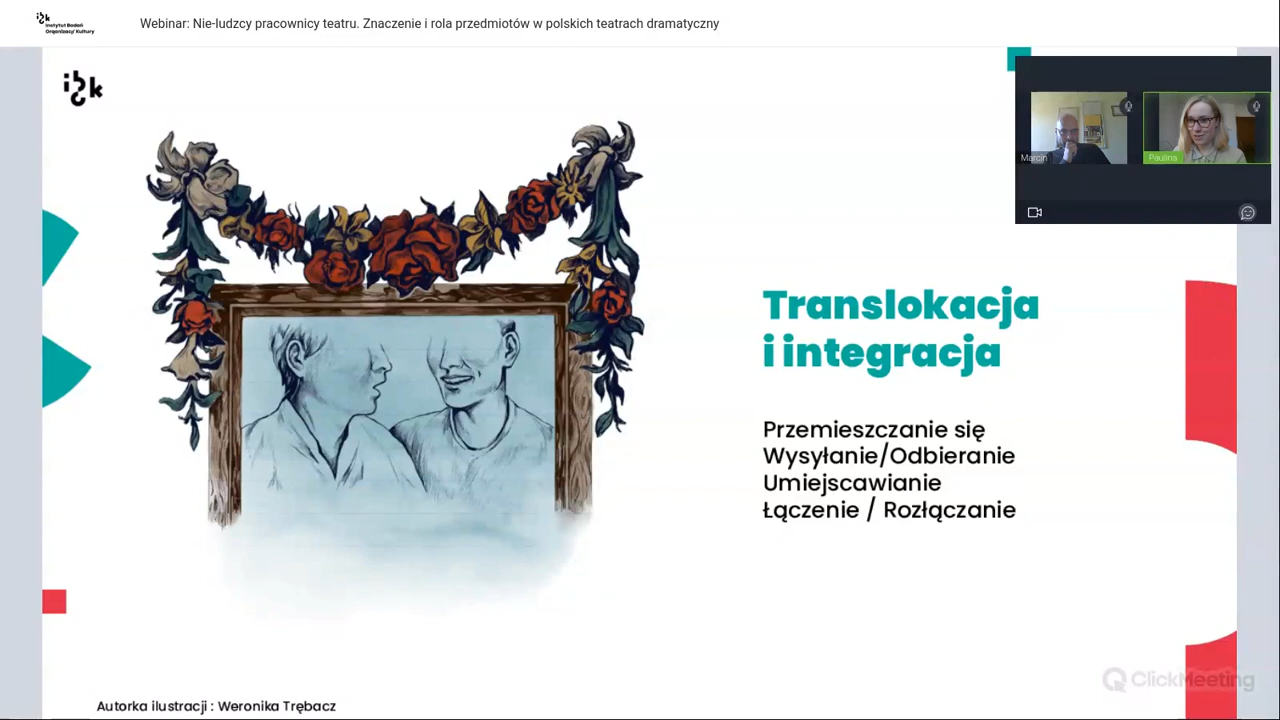 i b k
Instytut Badań
Organizacji Kultury
Webinar: Nie-ludzcy pracownicy teatru. Znaczenie i rola przedmiotów w polskich teatrach dramatyczny
i b k
Marcin
Paulina
Translokacja
i integracja
Przemieszczanie się
Wysyłanie/Odbieranie
Umiejscawianie
Łączenie / Rozłączanie
ClickMeeting
Autorka ilustracji : Weronika Trębacz